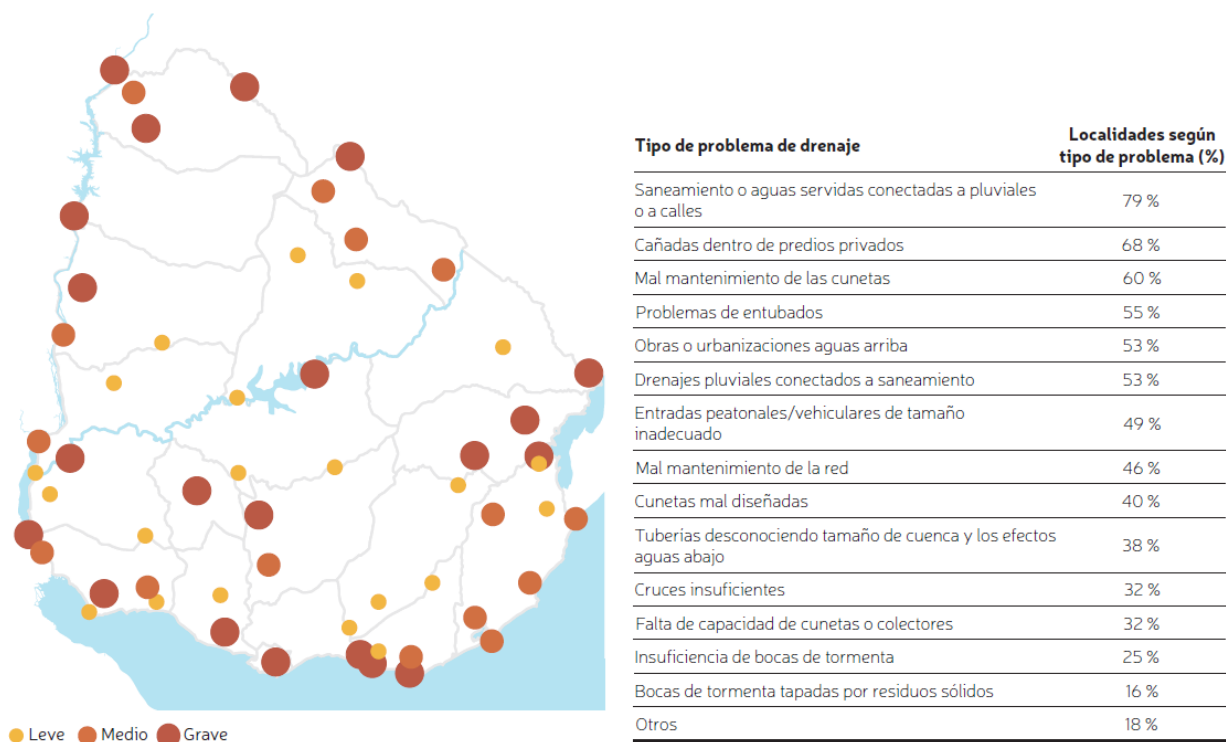 Tipo de problema de drenaje
Localidades según
tipo de problema (%)
Saneamiento o aguas servidas conectadas a pluviales
o a calles
79 %
Cañadas dentro de predios privados
68 %
Mal mantenimiento de las cunetas
60 %
Problemas de entubados
55 %
Obras o urbanizaciones aguas arriba
53 %
Drenajes pluviales conectados a saneamiento
53 %
Entradas peatonales/vehiculares de tamaño
inadecuado
49 %
Mal mantenimiento de la red
46 %
Cunetas mal diseñadas
40 %
Tuberias desconociendo tamaño de cuenca y los efectos
aguas abajo
38 %
Cruces insuficientes
32 %
Falta de capacidad de cunetas o colectores
32 %
Insuficiencia de bocas de tormenta
25 %
Bocas de tormenta tapadas por residuos sólidos
16 %
Otros
18 %
Leve Medio Grave